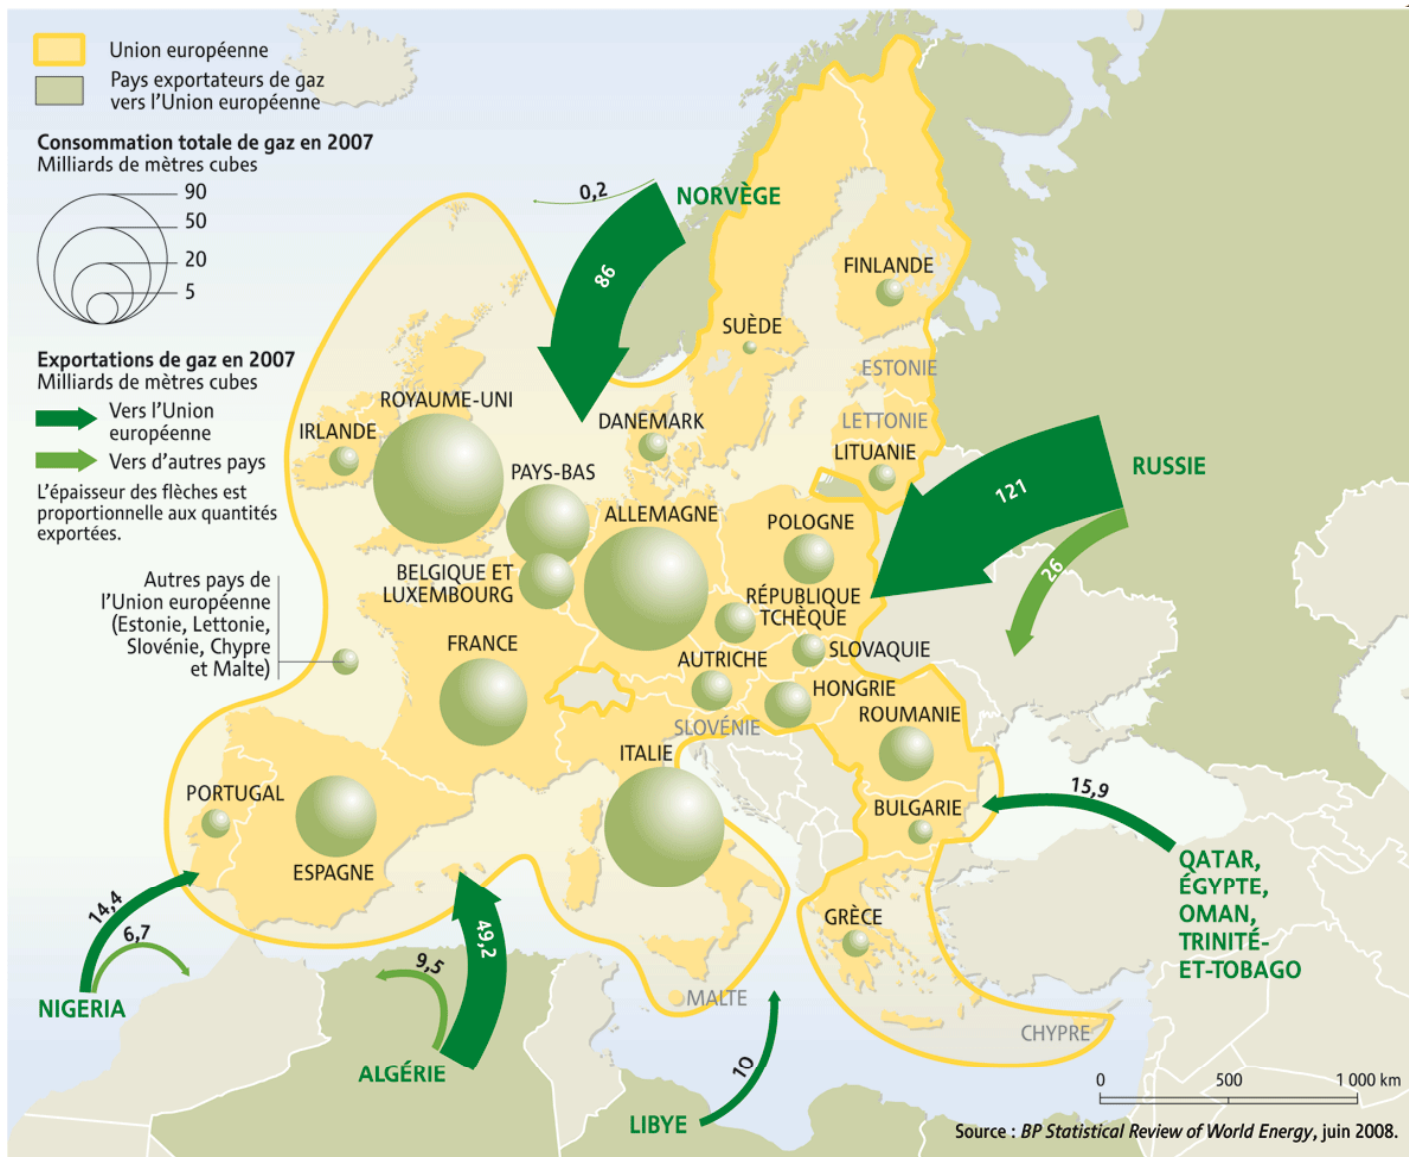 Union européenne
Pays exportateurs de gaz
vers l'Union européenne
Consommation totale de gaz en 2007
Milliards de mètres cubes
90
50
20
5
Exportations de gaz en 2007
Milliards de mètres cubes
Vers l'Union
européenne
Vers d'autres pays
L'épaisseur des flèches est
proportionnelle aux quantités
exportées.
Autres pays de
l'Union européenne
(Estonie, Lettonie,
Slovénie, Chypre
et Malte)
0,2
NORVÈGE
86
FINLANDE
SUÈDE
ESTONIE
LETTONIE
LITUANIE
ROYAUME-UNI
IRLANDE
DANEMARK
PAYS-BAS
ALLEMAGNE
POLOGNE
121
RUSSIE
26
BELGIQUE ET
LUXEMBOURG
RÉPUBLIQUE
TCHÈQUE
FRANCE
AUTRICHE
SLOVAQUIE
HONGRIE
ROUMANIE
SLOVÉNIE
ITALIE
PORTUGAL
ESPAGNE
BULGARIE
15,9
QATAR,
ÉGYPTE,
OMAN,
TRINITÉ-
ET-TOBAGO
GRÈCE
14,4
6,7
NIGERIA
9,5
49,2
ALGÉRIE
MALTE
10
LIBYE
CHYPRE
0 500 1 000 km
Source : BP Statistical Review of World Energy, juin 2008.